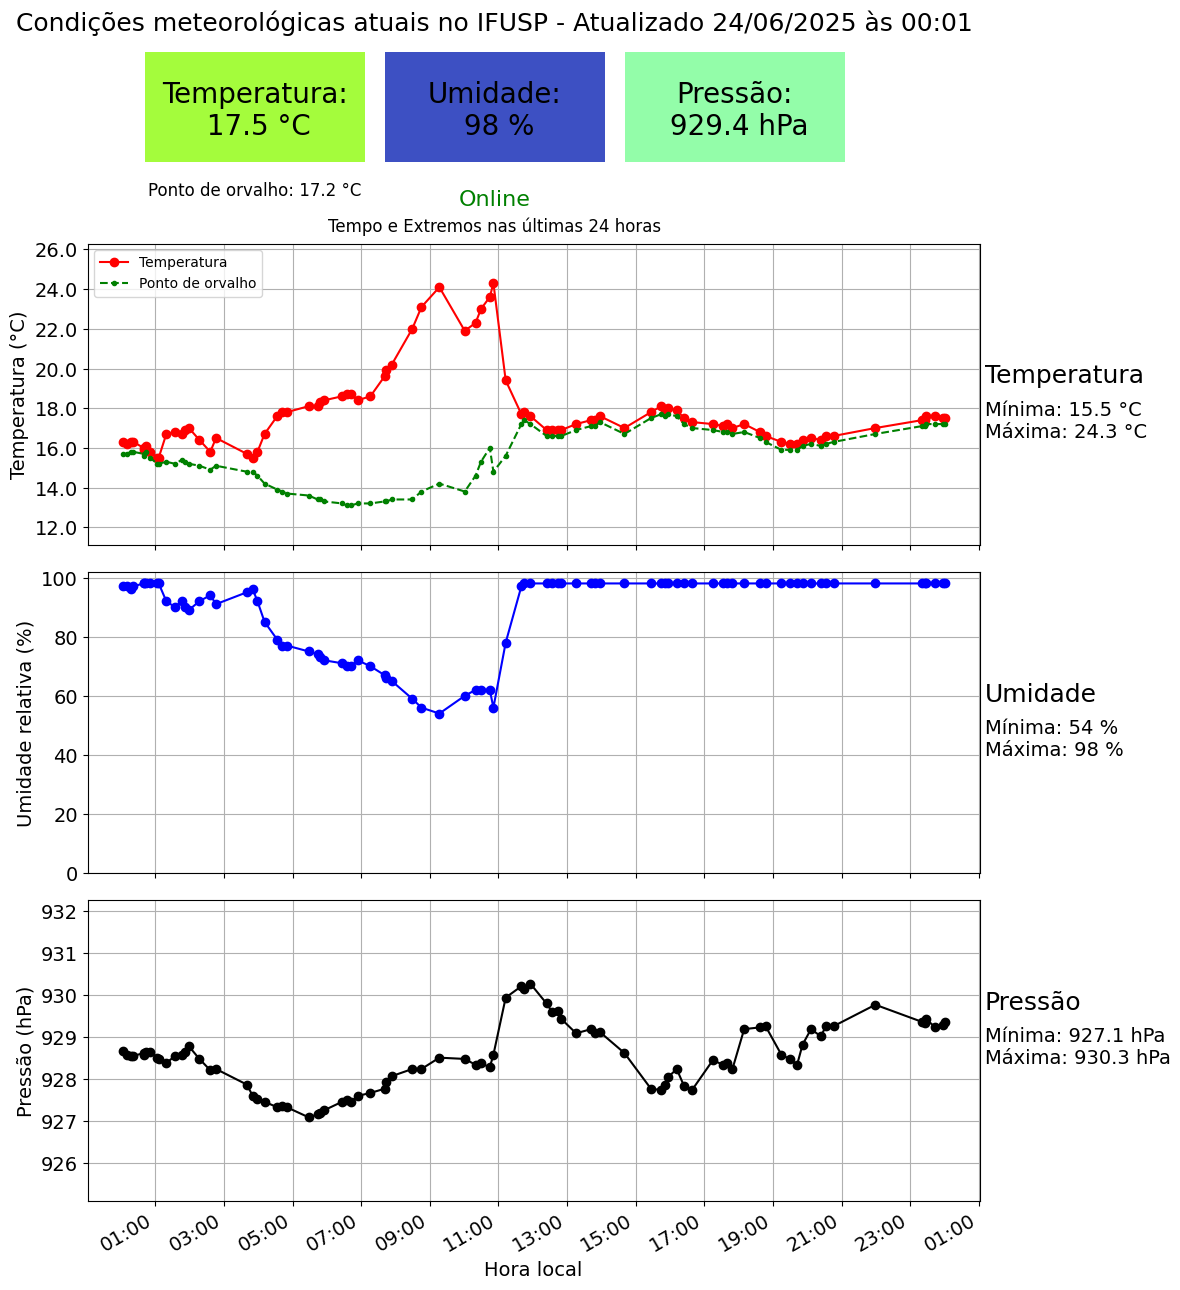 Condições meteorológicas atuais no IFUSP - Atualizado 24/06/2025 às 00:01
Temperatura:
17.5 °C
Umidade:
98 %
Pressão:
929.4 hPa
Ponto de orvalho: 17.2 °C
Online
Tempo e Extremos nas últimas 24 horas
Temperatura (°C)
26.0
24.0
22.0
20.0
18.0
16.0
14.0
12.0
Temperatura
Ponto de orvalho
Temperatura
Mínima: 15.5 °C
Máxima: 24.3 °C
Umidade relativa (%)
100
80
60
40
20
0
Umidade
Mínima: 54 %
Máxima: 98 %
Pressão (hPa)
932
931
930
929
928
927
926
Pressão
Mínima: 927.1 hPa
Máxima: 930.3 hPa
01:00 03:00 05:00 07:00 09:00 11:00 13:00 15:00 17:00 19:00 21:00 23:00 01:00
Hora local